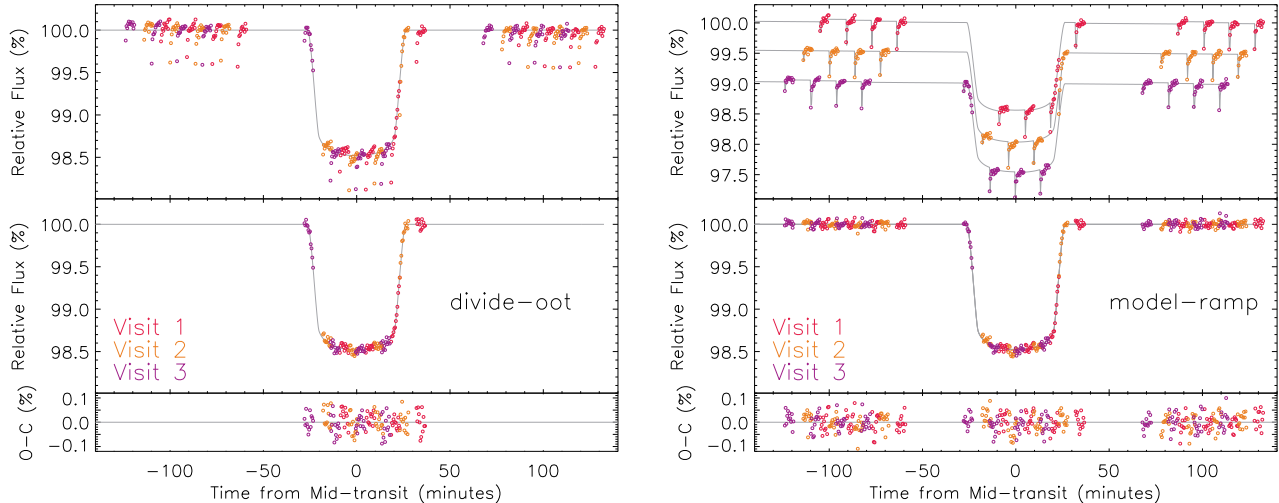 100.0
99.5
99.0
98.5
Relative Flux (%)
100.0
99.5
99.0
98.5
Relative Flux (%)
divide-oot
Visit 1
Visit 2
Visit 3
0.1
0.0
-0.1
O-C (%)
-100 -50 0 50 100
Time from Mid-transit (minutes)
100.0
99.5
99.0
98.5
98.0
97.5
Relative Flux (%)
100.0
99.5
99.0
98.5
Relative Flux (%)
model-ramp
Visit 1
Visit 2
Visit 3
0.1
0.0
-0.1
O-C (%)
-100 -50 0 50 100
Time from Mid-transit (minutes)